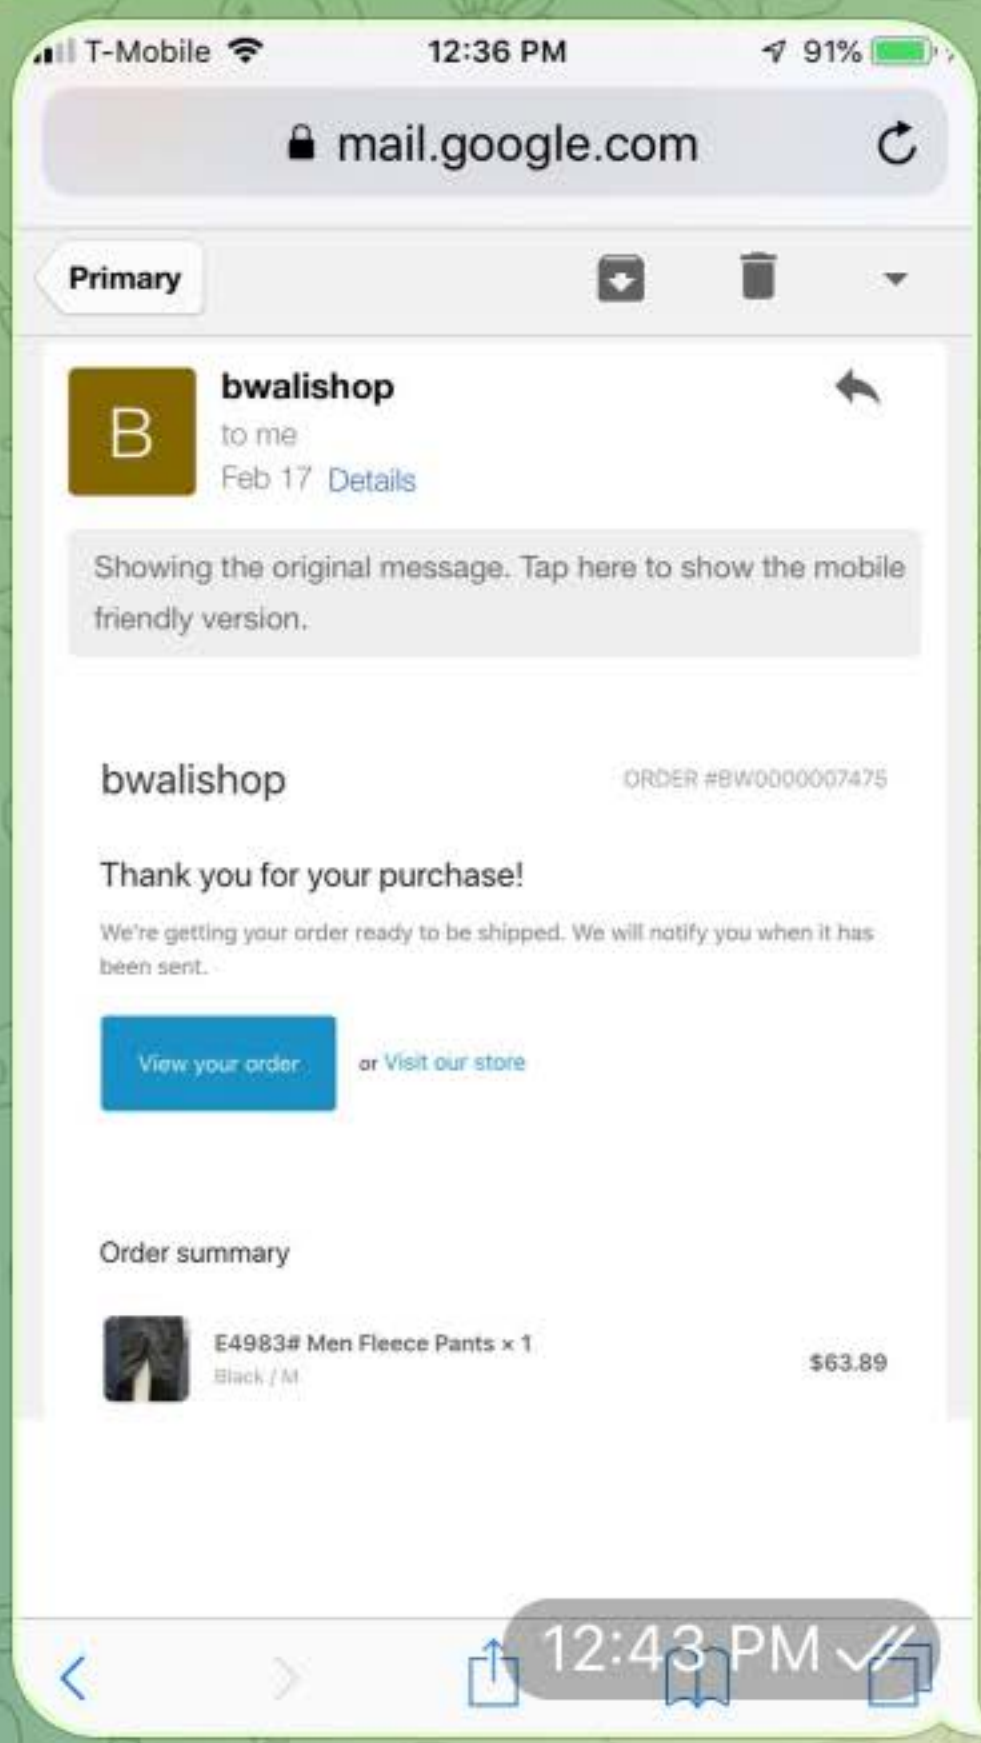 T-Mobile 12:36 PM 91%
mail.google.com
Primary
B
bwalishop
to me
Feb 17 Details
Showing the original message. Tap here to show the mobile
friendly version.
bwalishop ORDER #BW0000007475
Thank you for your purchase!
We're getting your order ready to be shipped. We will notify you when it has
been sent.
View your order or Visit our store
Order summary
E4983# Men Fleece Pants × 1
Black / M
$63.89
12:43 PM